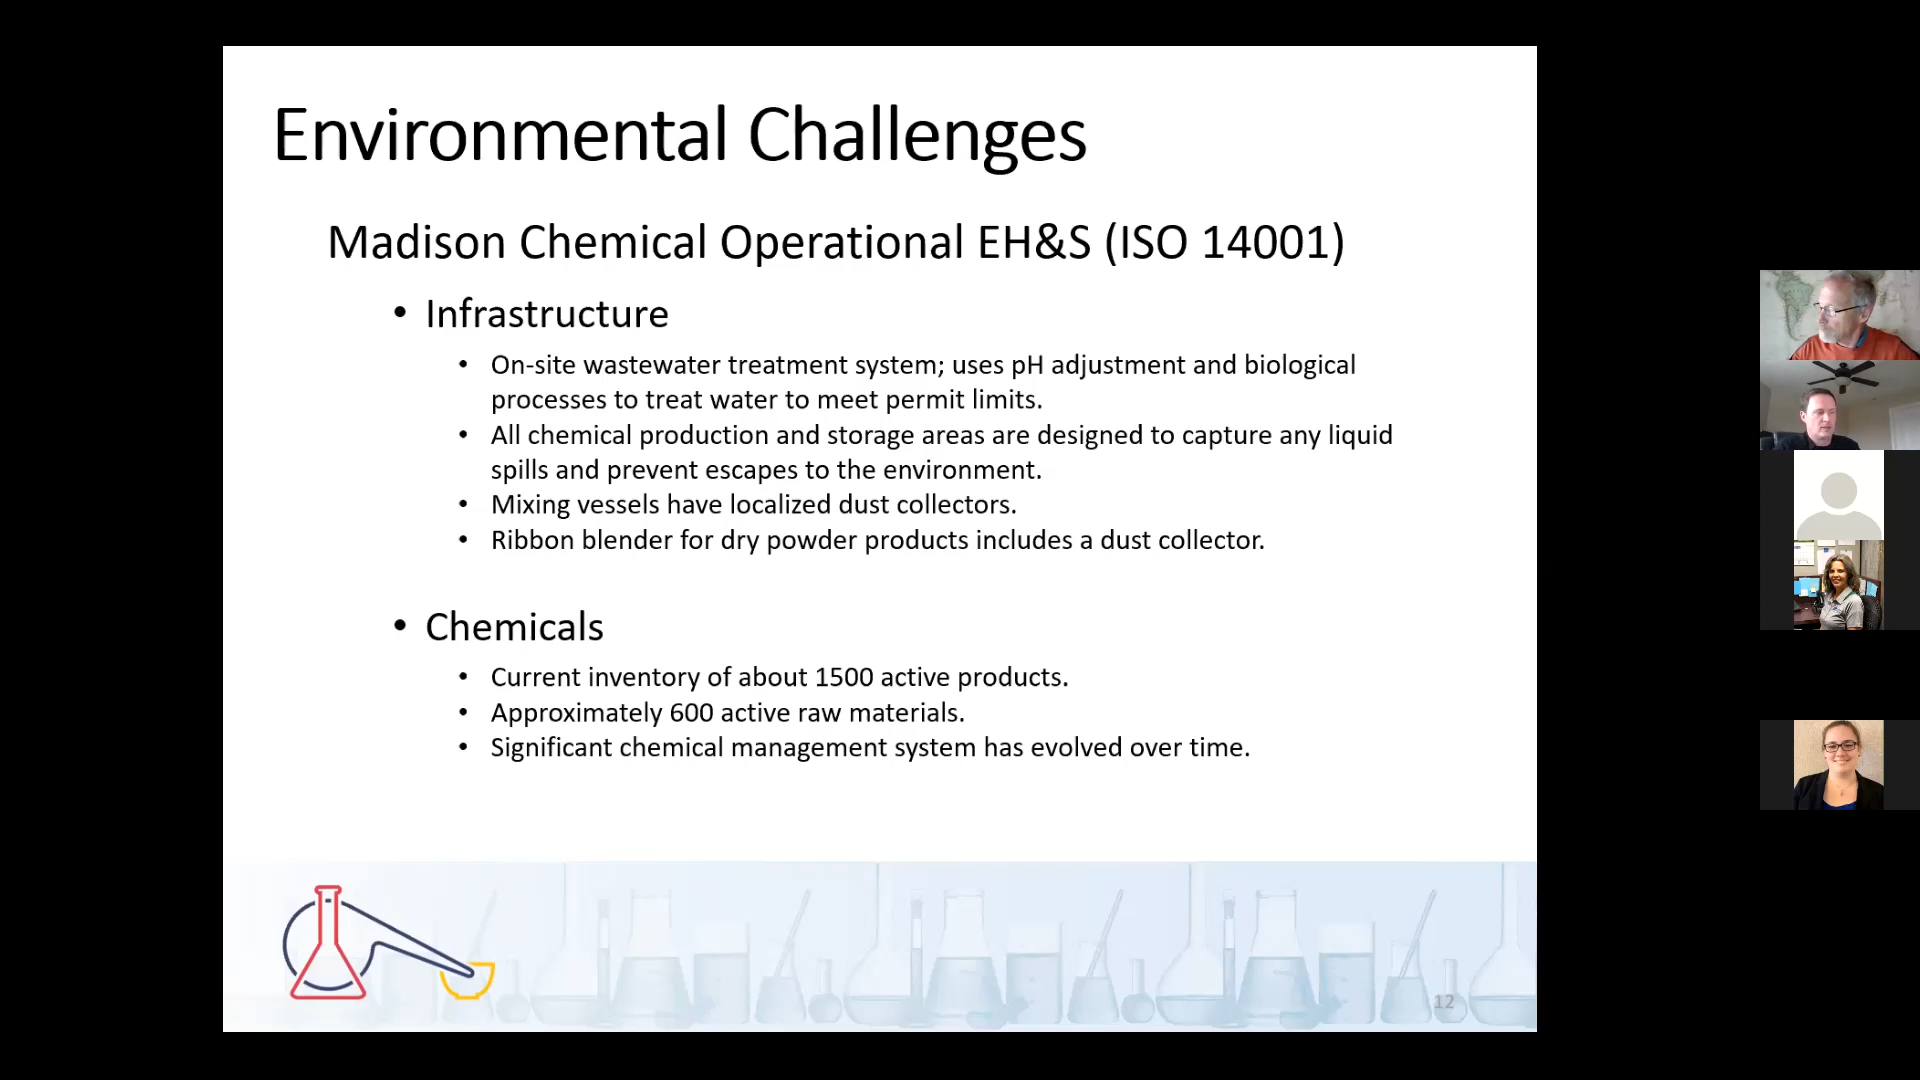 Environmental Challenges
Madison Chemical Operational EH&S (ISO 14001)
• Infrastructure
• On-site wastewater treatment system; uses pH adjustment and biological
processes to treat water to meet permit limits.
• All chemical production and storage areas are designed to capture any liquid
spills and prevent escapes to the environment.
• Mixing vessels have localized dust collectors.
• Ribbon blender for dry powder products includes a dust collector.
• Chemicals
• Current inventory of about 1500 active products.
• Approximately 600 active raw materials.
• Significant chemical management system has evolved over time.
12